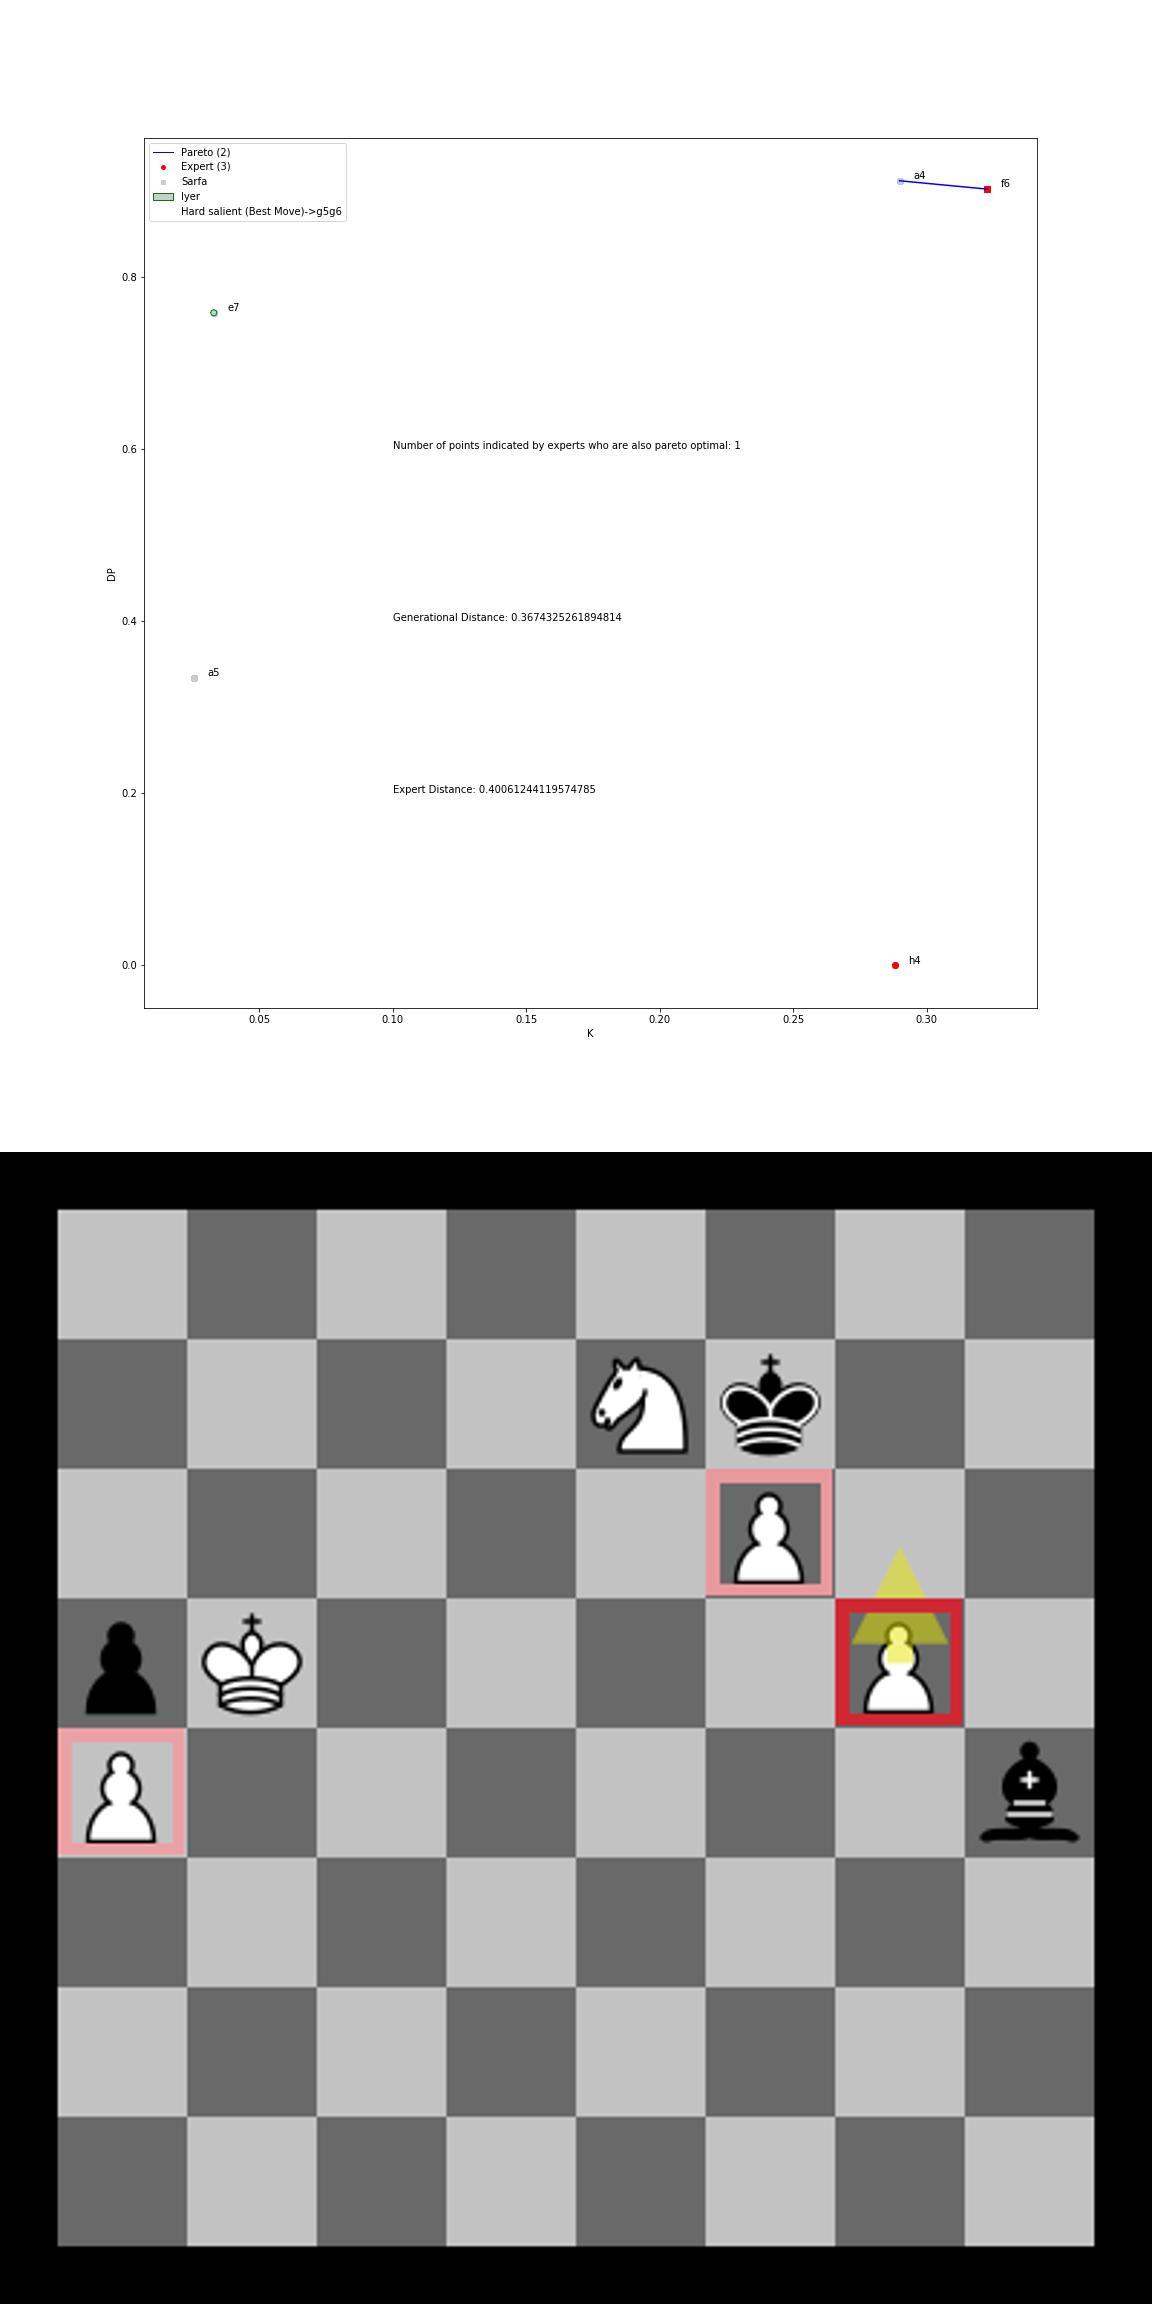 Pareto (2)
Expert (3)
Sarfa
Iyer
Hard salient (Best Move)->g5g6
a4
f6
0.8
e7
0.6
Number of points indicated by experts who are also pareto optimal: 1
DP
0.4
Generational Distance: 0.3674325261894814
a5
0.2
Expert Distance: 0.40061244119574785
0.0
h4
0.05 0.10 0.15 0.20 0.25 0.30
K